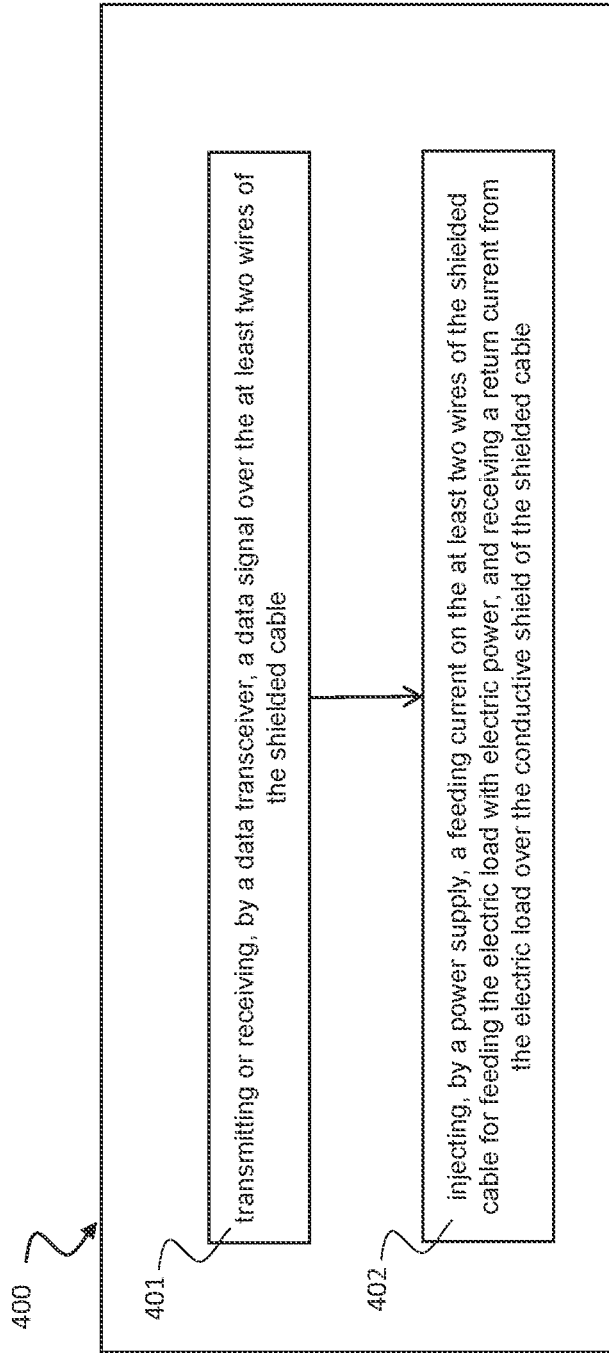 400
401
transmitting or receiving, by a data transceiver, a data signal over the at least two wires of
the shielded cable
402
injecting, by a power supply, a feeding current on the at least two wires of the shielded
cable for feeding the electric load with electric power, and receiving a return current from
the electric load over the conductive shield of the shielded cable